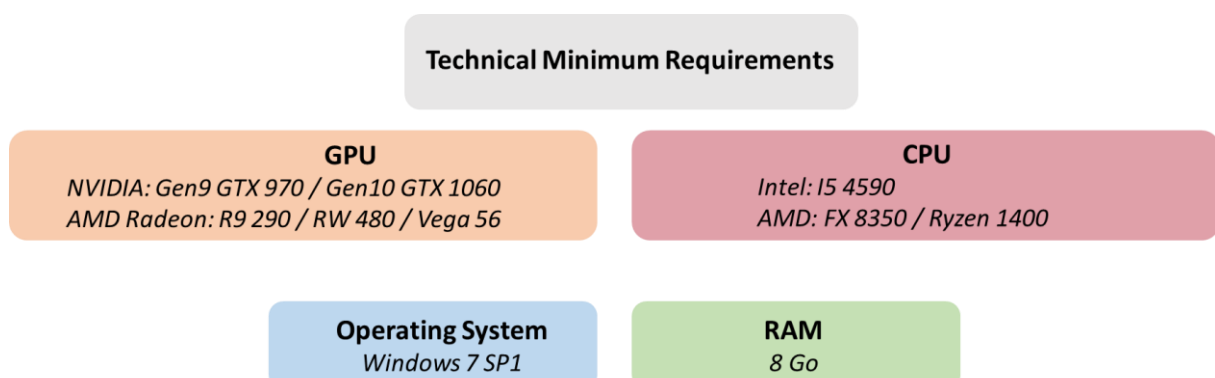 Technical Minimum Requirements
GPU
NVIDIA: Gen9 GTX 970 / Gen10 GTX 1060
AMD Radeon: R9 290 / RW 480 / Vega 56
CPU
Intel: I5 4590
AMD: FX 8350 / Ryzen 1400
Operating System
Windows 7 SP1
RAM
8 Go